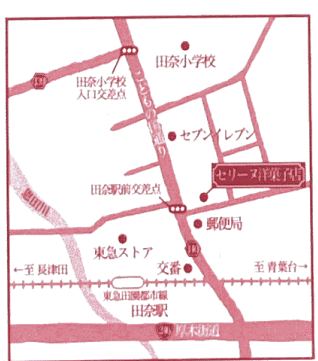 田奈小学校
田奈小学校
入口交差点
こどもの国通り
セブンイレブン
セリーヌ洋菓子店
田奈駅前交差点
郵便局
東急ストア
交番
←至 長津田
至 青葉台→
東急田園都市線
田奈駅
246
厚木街道
恩田川